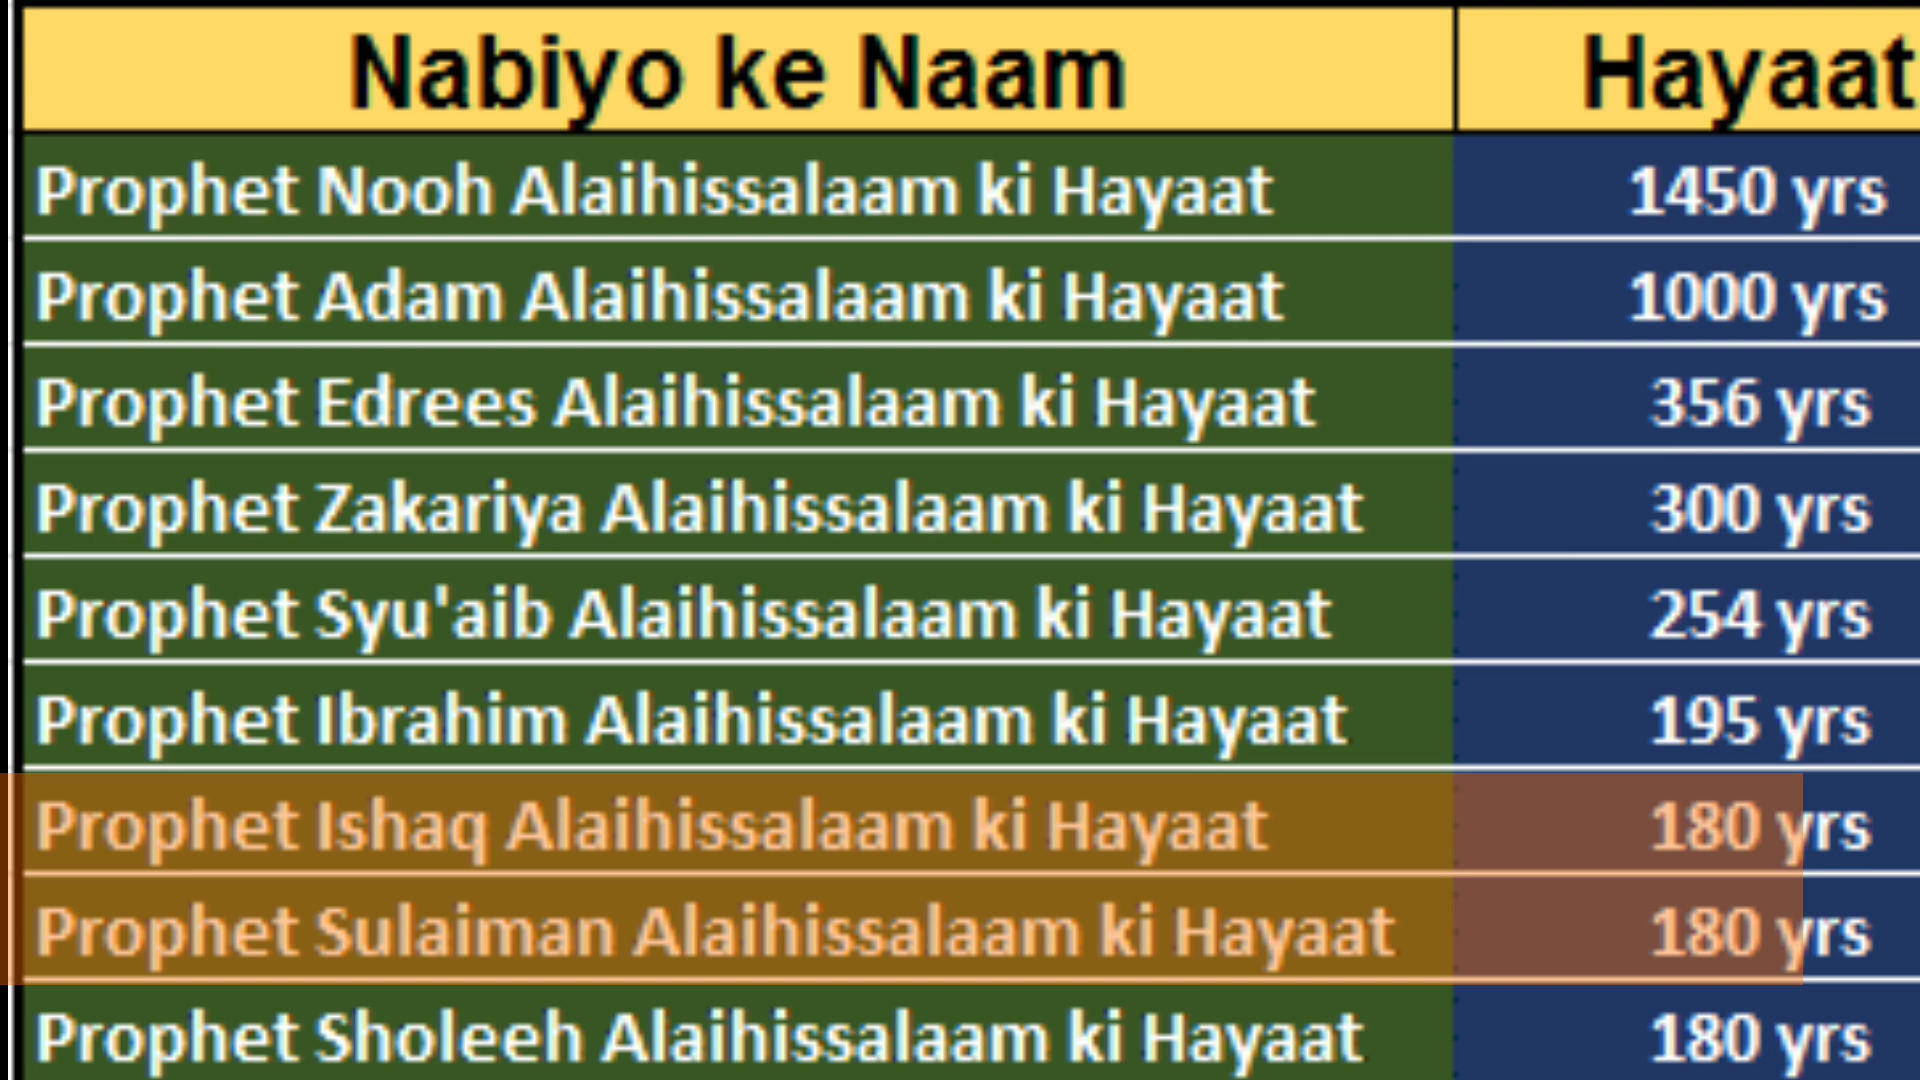 Nabiyo ke Naam Hayaat
Prophet Nooh Alaihissalaam ki Hayaat 1450 yrs
Prophet Adam Alaihissalaam ki Hayaat 1000 yrs
Prophet Edrees Alaihissalaam ki Hayaat 356 yrs
Prophet Zakariya Alaihissalaam ki Hayaat 300 yrs
Prophet Syu'aib Alaihissalaam ki Hayaat 254 yrs
Prophet Ibrahim Alaihissalaam ki Hayaat 195 yrs
Prophet Ishaq Alaihissalaam ki Hayaat 180 yrs
Prophet Sulaiman Alaihissalaam ki Hayaat 180 yrs
Prophet Sholeeh Alaihissalaam ki Hayaat 180 yrs